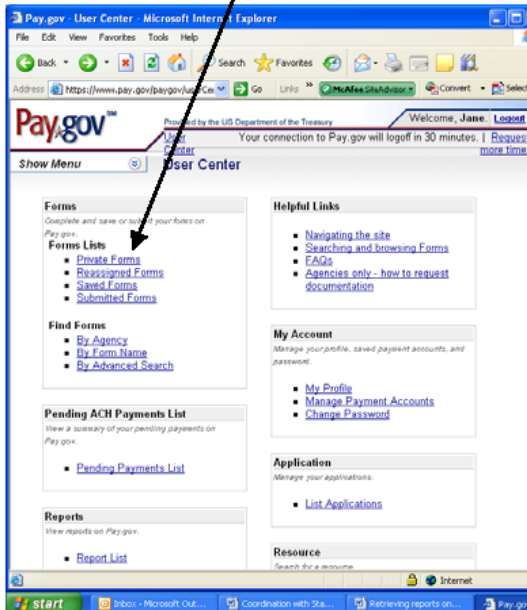 Pay.gov - User Center - Microsoft Internet Explorer
File Edit View Favorites Tools Help
Back Search Favorites
Address https://www.pay.gov/paygov/ Go Links McAfee SiteAdvisor Convert Select
Pay.gov™
Provided by the US Department of the Treasury
Welcome, Jane. Logout
User Center
Your connection to Pay.gov will logoff in 30 minutes. | Request more time
Show Menu
User Center
Forms
Complete and save or submit your forms on
Pay.gov.
Forms Lists
Private Forms
Reassigned Forms
Saved Forms
Submitted Forms
Find Forms
By Agency
By Form Name
By Advanced Search
Pending ACH Payments List
View a summary of your pending payments on
Pay.gov.
Pending Payments List
Reports
View reports on Pay.gov.
Report List
Helpful Links
Navigating the site
Searching and browsing Forms
FAQs
Agencies only - how to request
documentation
My Account
Manage your profile, saved payment accounts, and
password.
My Profile
Manage Payment Accounts
Change Password
Application
Manage your applications.
List Applications
Resource
Search for a resource
Internet
start Inbox - Microsoft Out... Coordination with Sta... Retrieving reports on... Pay.go